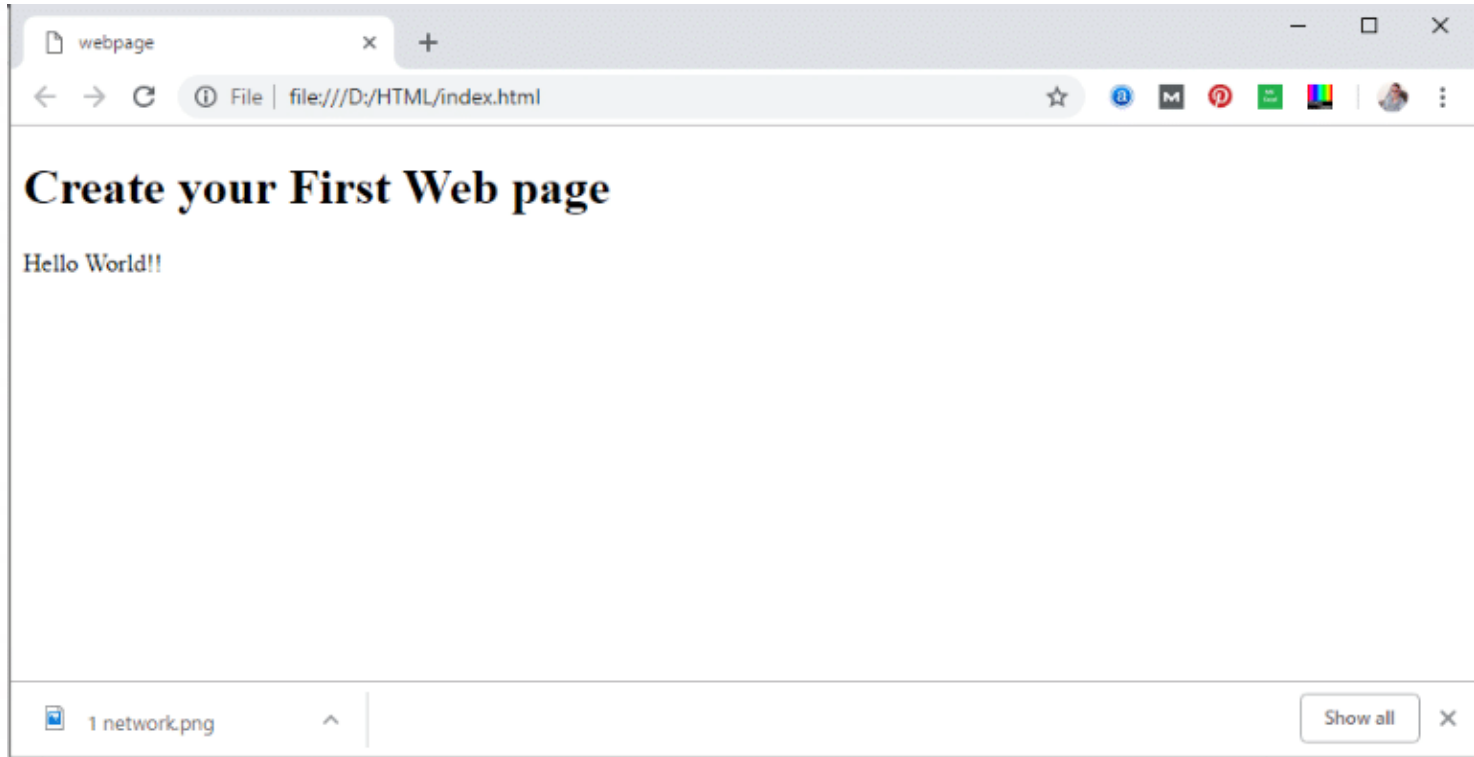 webpage
File file:///D:/HTML/index.html
Create your First Web page
Hello World!!
1 network.png
Show all